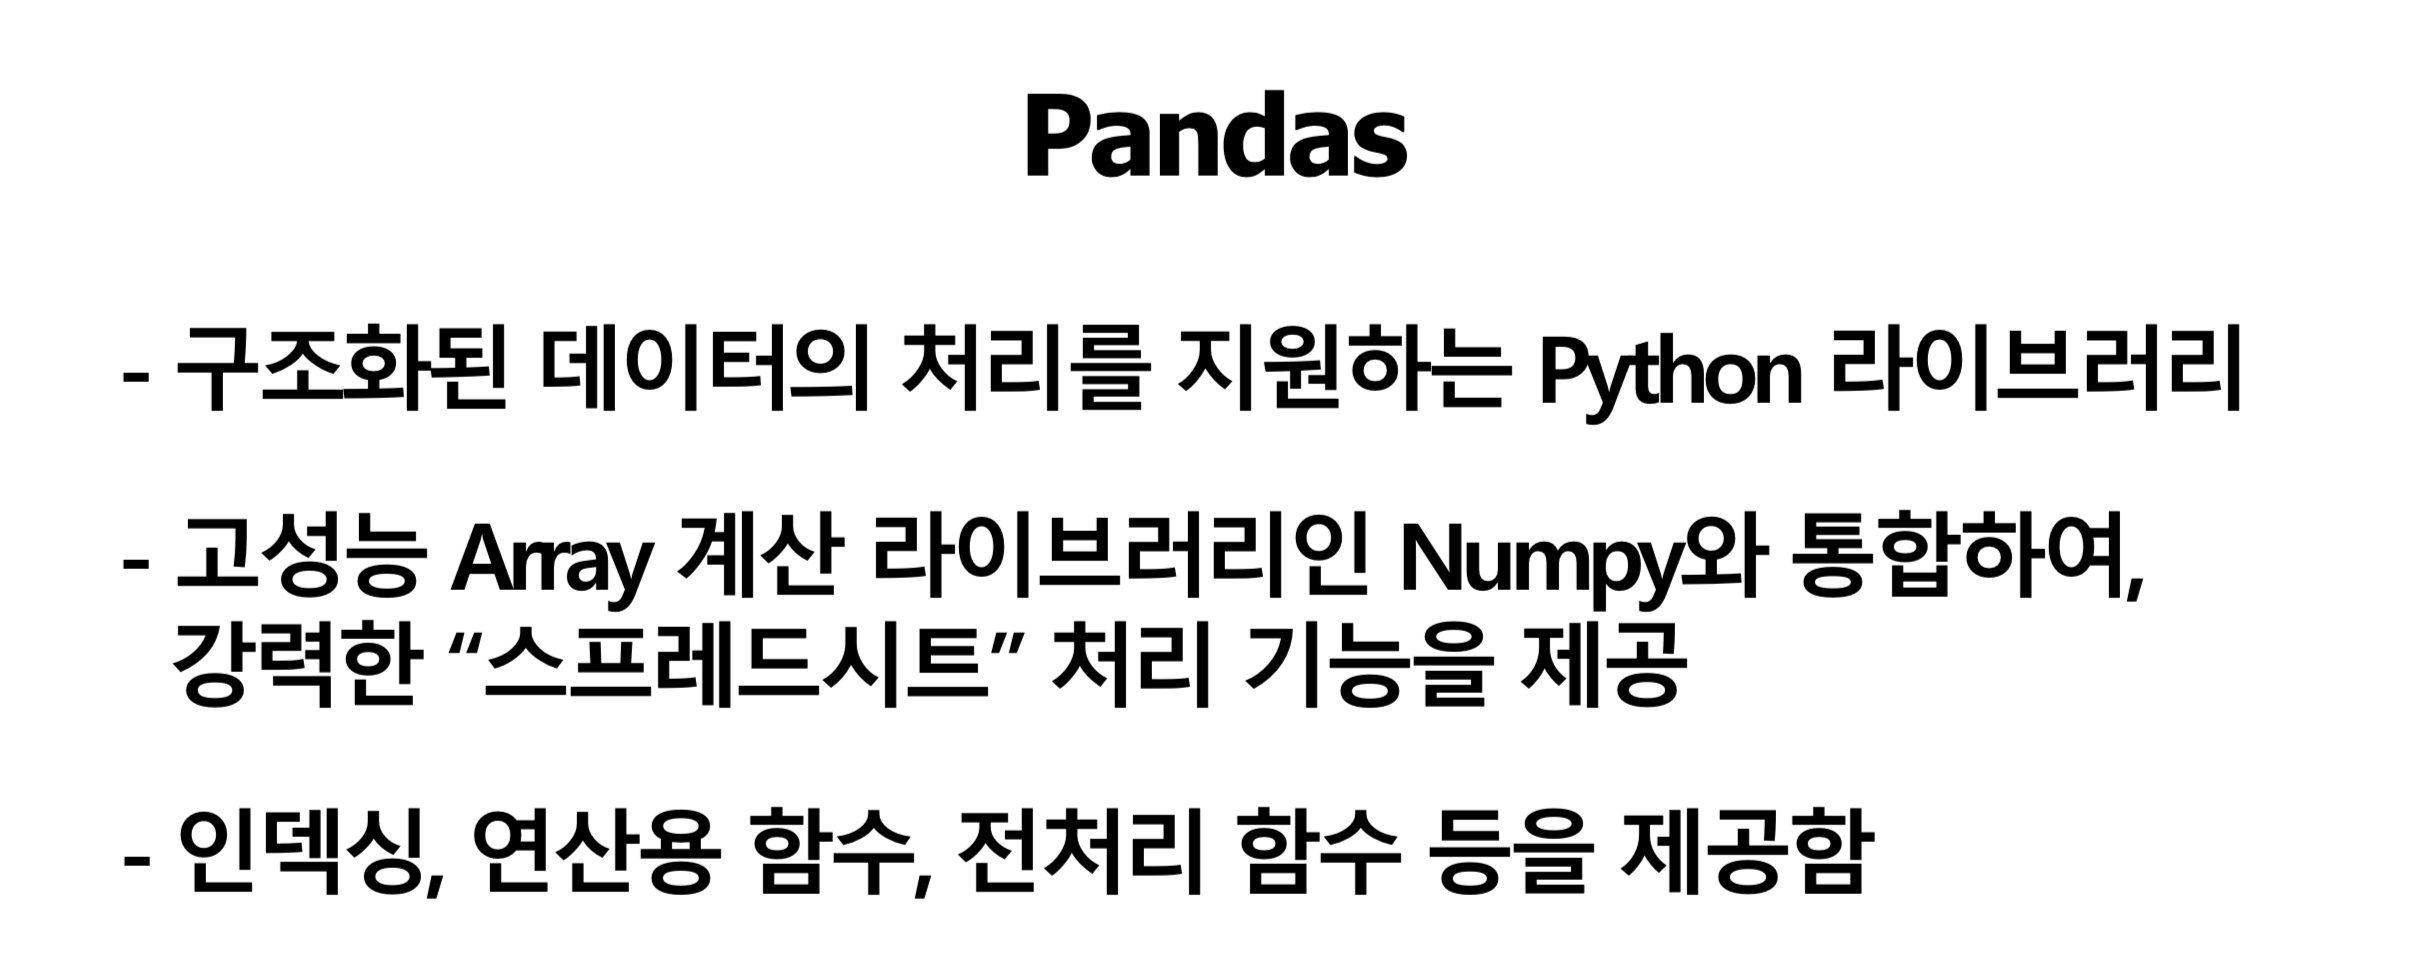 Pandas
- 구조화된 데이터의 처리를 지원하는 Python 라이브러리
- 고성능 Array 계산 라이브러리인 Numpy와 통합하여,
강력한 “스프레드시트” 처리 기능을 제공
- 인덱싱, 연산용 함수, 전처리 함수 등을 제공함